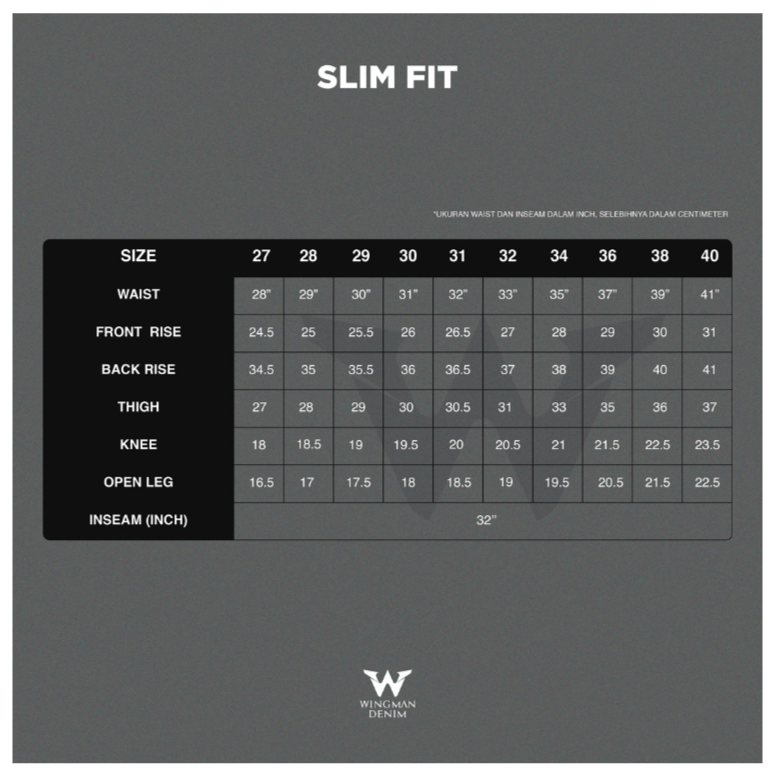 SLIM FIT
*UKURAN WAIST DAN INSEAM DALAM INCH, SELEBIHNYA DALAM CENTIMETER
SIZE 27 28 29 30 31 32 34 36 38 40
WAIST 28” 29” 30” 31” 32” 33” 35” 37” 39” 41”
FRONT RISE 24.5 25 25.5 26 26.5 27 28 29 30 31
BACK RISE 34.5 35 35.5 36 36.5 37 38 39 40 41
THIGH 27 28 29 30 30.5 31 33 35 36 37
KNEE 18 18.5 19 19.5 20 20.5 21 21.5 22.5 23.5
OPEN LEG 16.5 17 17.5 18 18.5 19 19.5 20.5 21.5 22.5
INSEAM (INCH) 32”
WINGMAN
DENIM